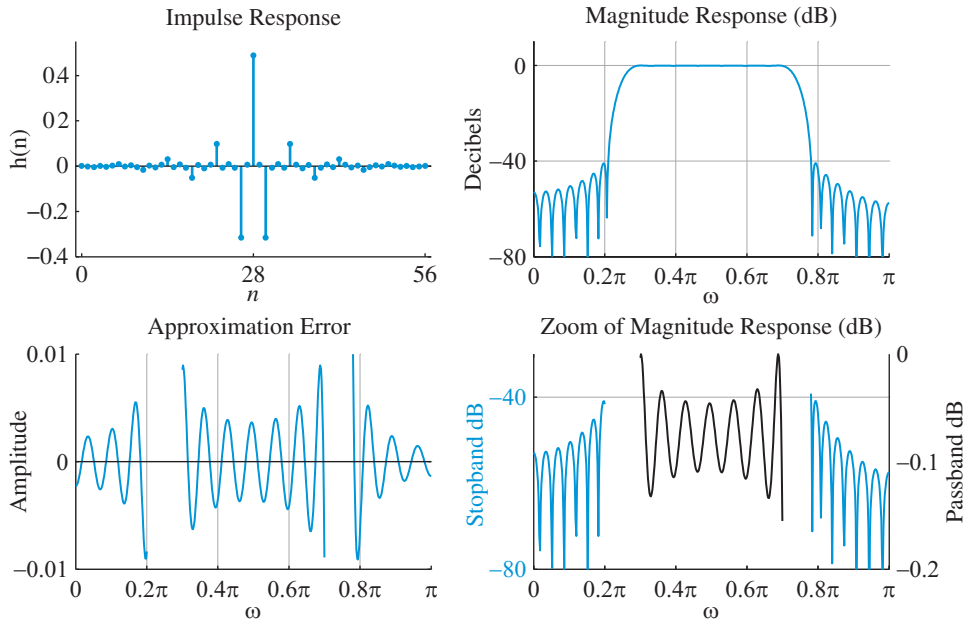 Impulse Response
h(n)
0.4
0.2
0
−0.2
−0.4
0
28
56
n
Magnitude Response (dB)
Decibels
0
−40
−80
0
0.2π
0.4π
0.6π
0.8π
π
ω
Approximation Error
Amplitude
0.01
0
−0.01
0
0.2π
0.4π
0.6π
0.8π
π
ω
Zoom of Magnitude Response (dB)
Stopband dB
−40
−80
0
0.2π
0.4π
0.6π
0.8π
π
ω
0
−0.1
−0.2
Passband dB